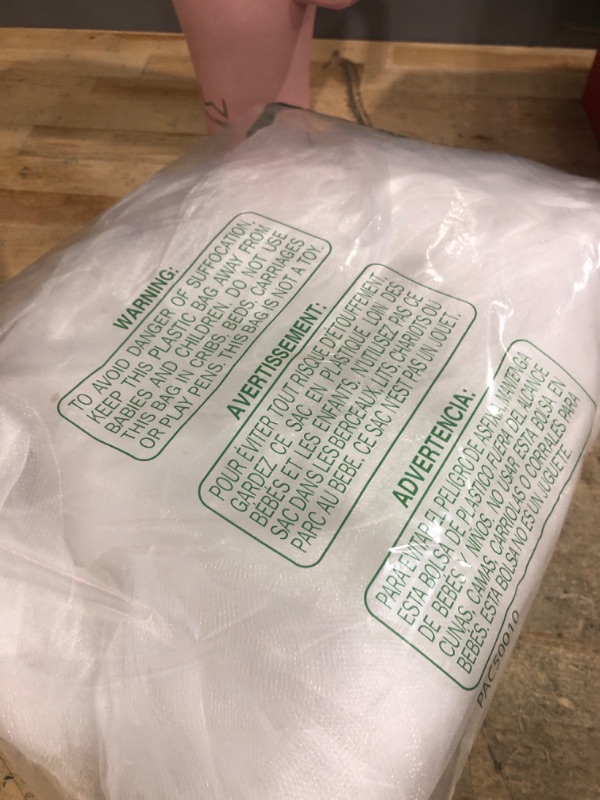 WARNING:
TO AVOID DANGER OF SUFFOCATION,
KEEP THIS PLASTIC BAG AWAY FROM
BABIES AND CHILDREN. DO NOT USE
THIS BAG IN CRIBS, BEDS, CARRIAGES
OR PLAY PENS. THIS BAG IS NOT A TOY.
AVERTISSEMENT:
POUR EVITER TOUT RISQUE D'ÉTOUFFEMENT
GARDEZ CE SAC EN PLASTIQUE LOIN DES
BEBES ET LES ENFANTS. N'UTILISEZ PAS CE
SAC DANS LES BERCEAUX, LITS, CHARIOTS OU
PARC AU BEBE. CE SAC N'EST PAS UN JOUET.
ADVERTENCIA:
PARA EVITAR EL PELIGRO DE ASFIXIA MANTENGA
ESTA BOLSA DE PLASTICO FUERA DEL ALCANCE
DE BEBES Y NIÑOS. NO USAR ESTA BOLSA EN
CUNAS, CAMAS, CARRIOLAS O CORRALES PARA
BEBÉS. ESTA BOLSA NO ES UN JUGUETE
PAC50010